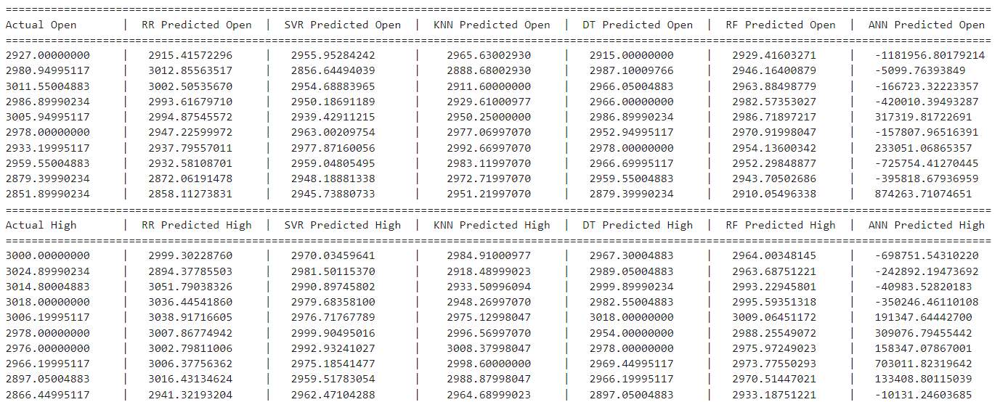 =======================================================================================================================================================
Actual Open | RR Predicted Open | SVR Predicted Open | KNN Predicted Open | DT Predicted Open | RF Predicted Open | ANN Predicted Open
=======================================================================================================================================================
2927.00000000 | 2915.41572296 | 2955.95284242 | 2965.63002930 | 2915.00000000 | 2929.41603271 | -1181956.80179214
2980.94995117 | 3012.85563517 | 2856.64494039 | 2888.68002930 | 2987.10009766 | 2946.16400879 | -5099.76393849
3011.55004883 | 3002.50535670 | 2954.68883965 | 2911.60000000 | 2966.05004883 | 2963.88498779 | -166723.32223357
2986.89990234 | 2993.61679710 | 2950.18691189 | 2929.61000977 | 2966.00000000 | 2982.57353027 | -420010.39493287
3005.94995117 | 2994.87545572 | 2939.42911215 | 2950.25000000 | 2986.89990234 | 2986.71897217 | 317319.81722691
2978.00000000 | 2947.22599972 | 2963.00209754 | 2977.06997070 | 2952.94995117 | 2970.91998047 | -157807.96516391
2933.19995117 | 2937.79557011 | 2977.87160056 | 2992.66997070 | 2978.00000000 | 2954.13600342 | 233051.06865357
2959.55004883 | 2932.58108701 | 2959.04805495 | 2983.11997070 | 2966.69995117 | 2952.29848877 | -725754.41270445
2879.39990234 | 2872.06191478 | 2948.18881338 | 2972.71997070 | 2959.55004883 | 2943.70502686 | -395818.67936959
2851.89990234 | 2858.11273831 | 2945.73880733 | 2951.21997070 | 2879.39990234 | 2910.05496338 | 874263.71074651
=======================================================================================================================================================
Actual High | RR Predicted High | SVR Predicted High | KNN Predicted High | DT Predicted High | RF Predicted High | ANN Predicted High
=======================================================================================================================================================
3000.00000000 | 2999.30228760 | 2970.03459641 | 2984.91000977 | 2967.30004883 | 2964.00348145 | -698751.54310220
3024.89990234 | 2894.37785503 | 2981.50115370 | 2918.48999023 | 2989.05004883 | 2963.68751221 | -242892.19473692
3014.80004883 | 3051.79038326 | 2990.89745802 | 2933.50996094 | 2999.89990234 | 2993.22945801 | -40983.52820183
3018.00000000 | 3036.44541860 | 2979.68358100 | 2948.26997070 | 2982.55004883 | 2995.59351318 | -350246.46110108
3006.19995117 | 3038.91716605 | 2976.71767789 | 2975.12998047 | 3018.00000000 | 3009.06451172 | 191347.64442700
2978.00000000 | 3007.86774942 | 2999.90495016 | 2996.56997070 | 2954.00000000 | 2988.25549072 | 309076.79455442
2976.00000000 | 3002.79811006 | 2992.93241027 | 3008.37998047 | 2978.00000000 | 2975.97249023 | 158347.07867001
2966.19995117 | 3006.37756362 | 2975.18541477 | 2998.60000000 | 2969.44995117 | 2973.77550293 | 703011.82319642
2897.05004883 | 3016.43134624 | 2959.51783054 | 2988.87998047 | 2966.19995117 | 2970.51447021 | 133408.80115039
2866.44995117 | 2941.32193204 | 2962.47104288 | 2964.68999023 | 2897.05004883 | 2933.18751221 | -10131.24603685